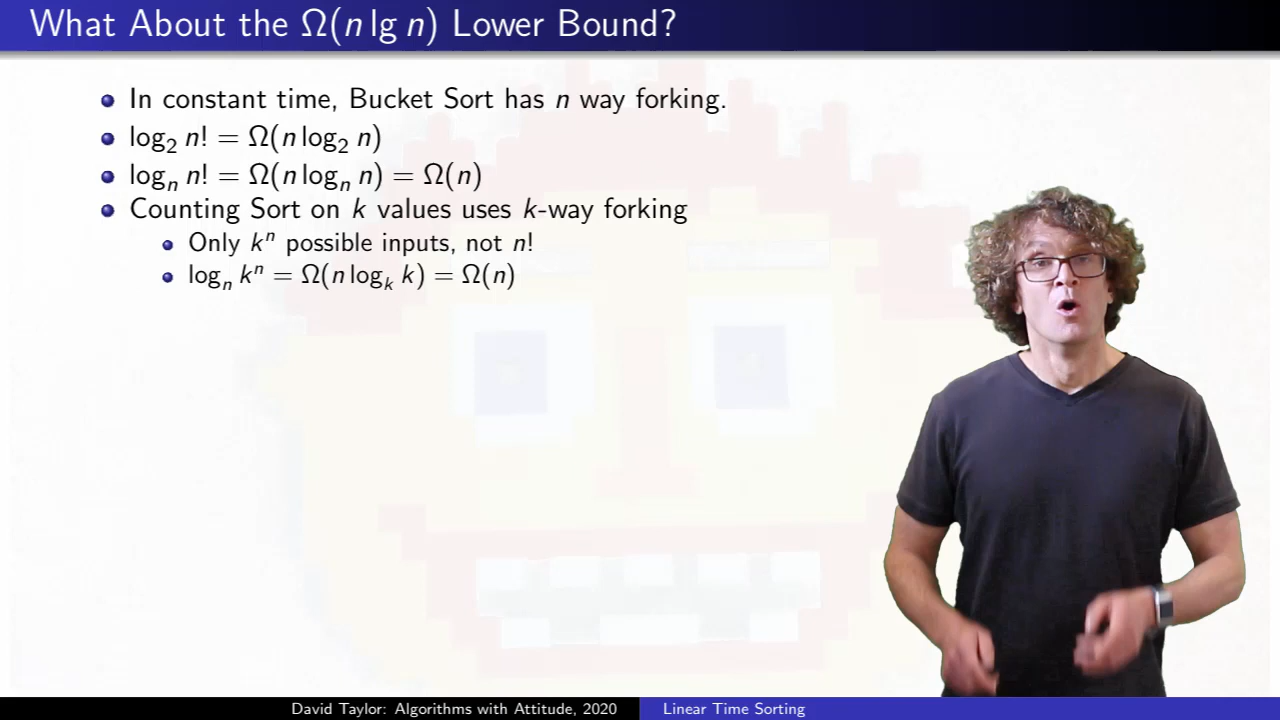 What About the Ω(n lg n) Lower Bound?
In constant time, Bucket Sort has n way forking.
log₂ n! = Ω(n log₂ n)
logₙ n! = Ω(n logₙ n) = Ω(n)
Counting Sort on k values uses k-way forking
Only kⁿ possible inputs, not n!
logₙ kⁿ = Ω(n logₖ k) = Ω(n)
David Taylor: Algorithms with Attitude, 2020
Linear Time Sorting